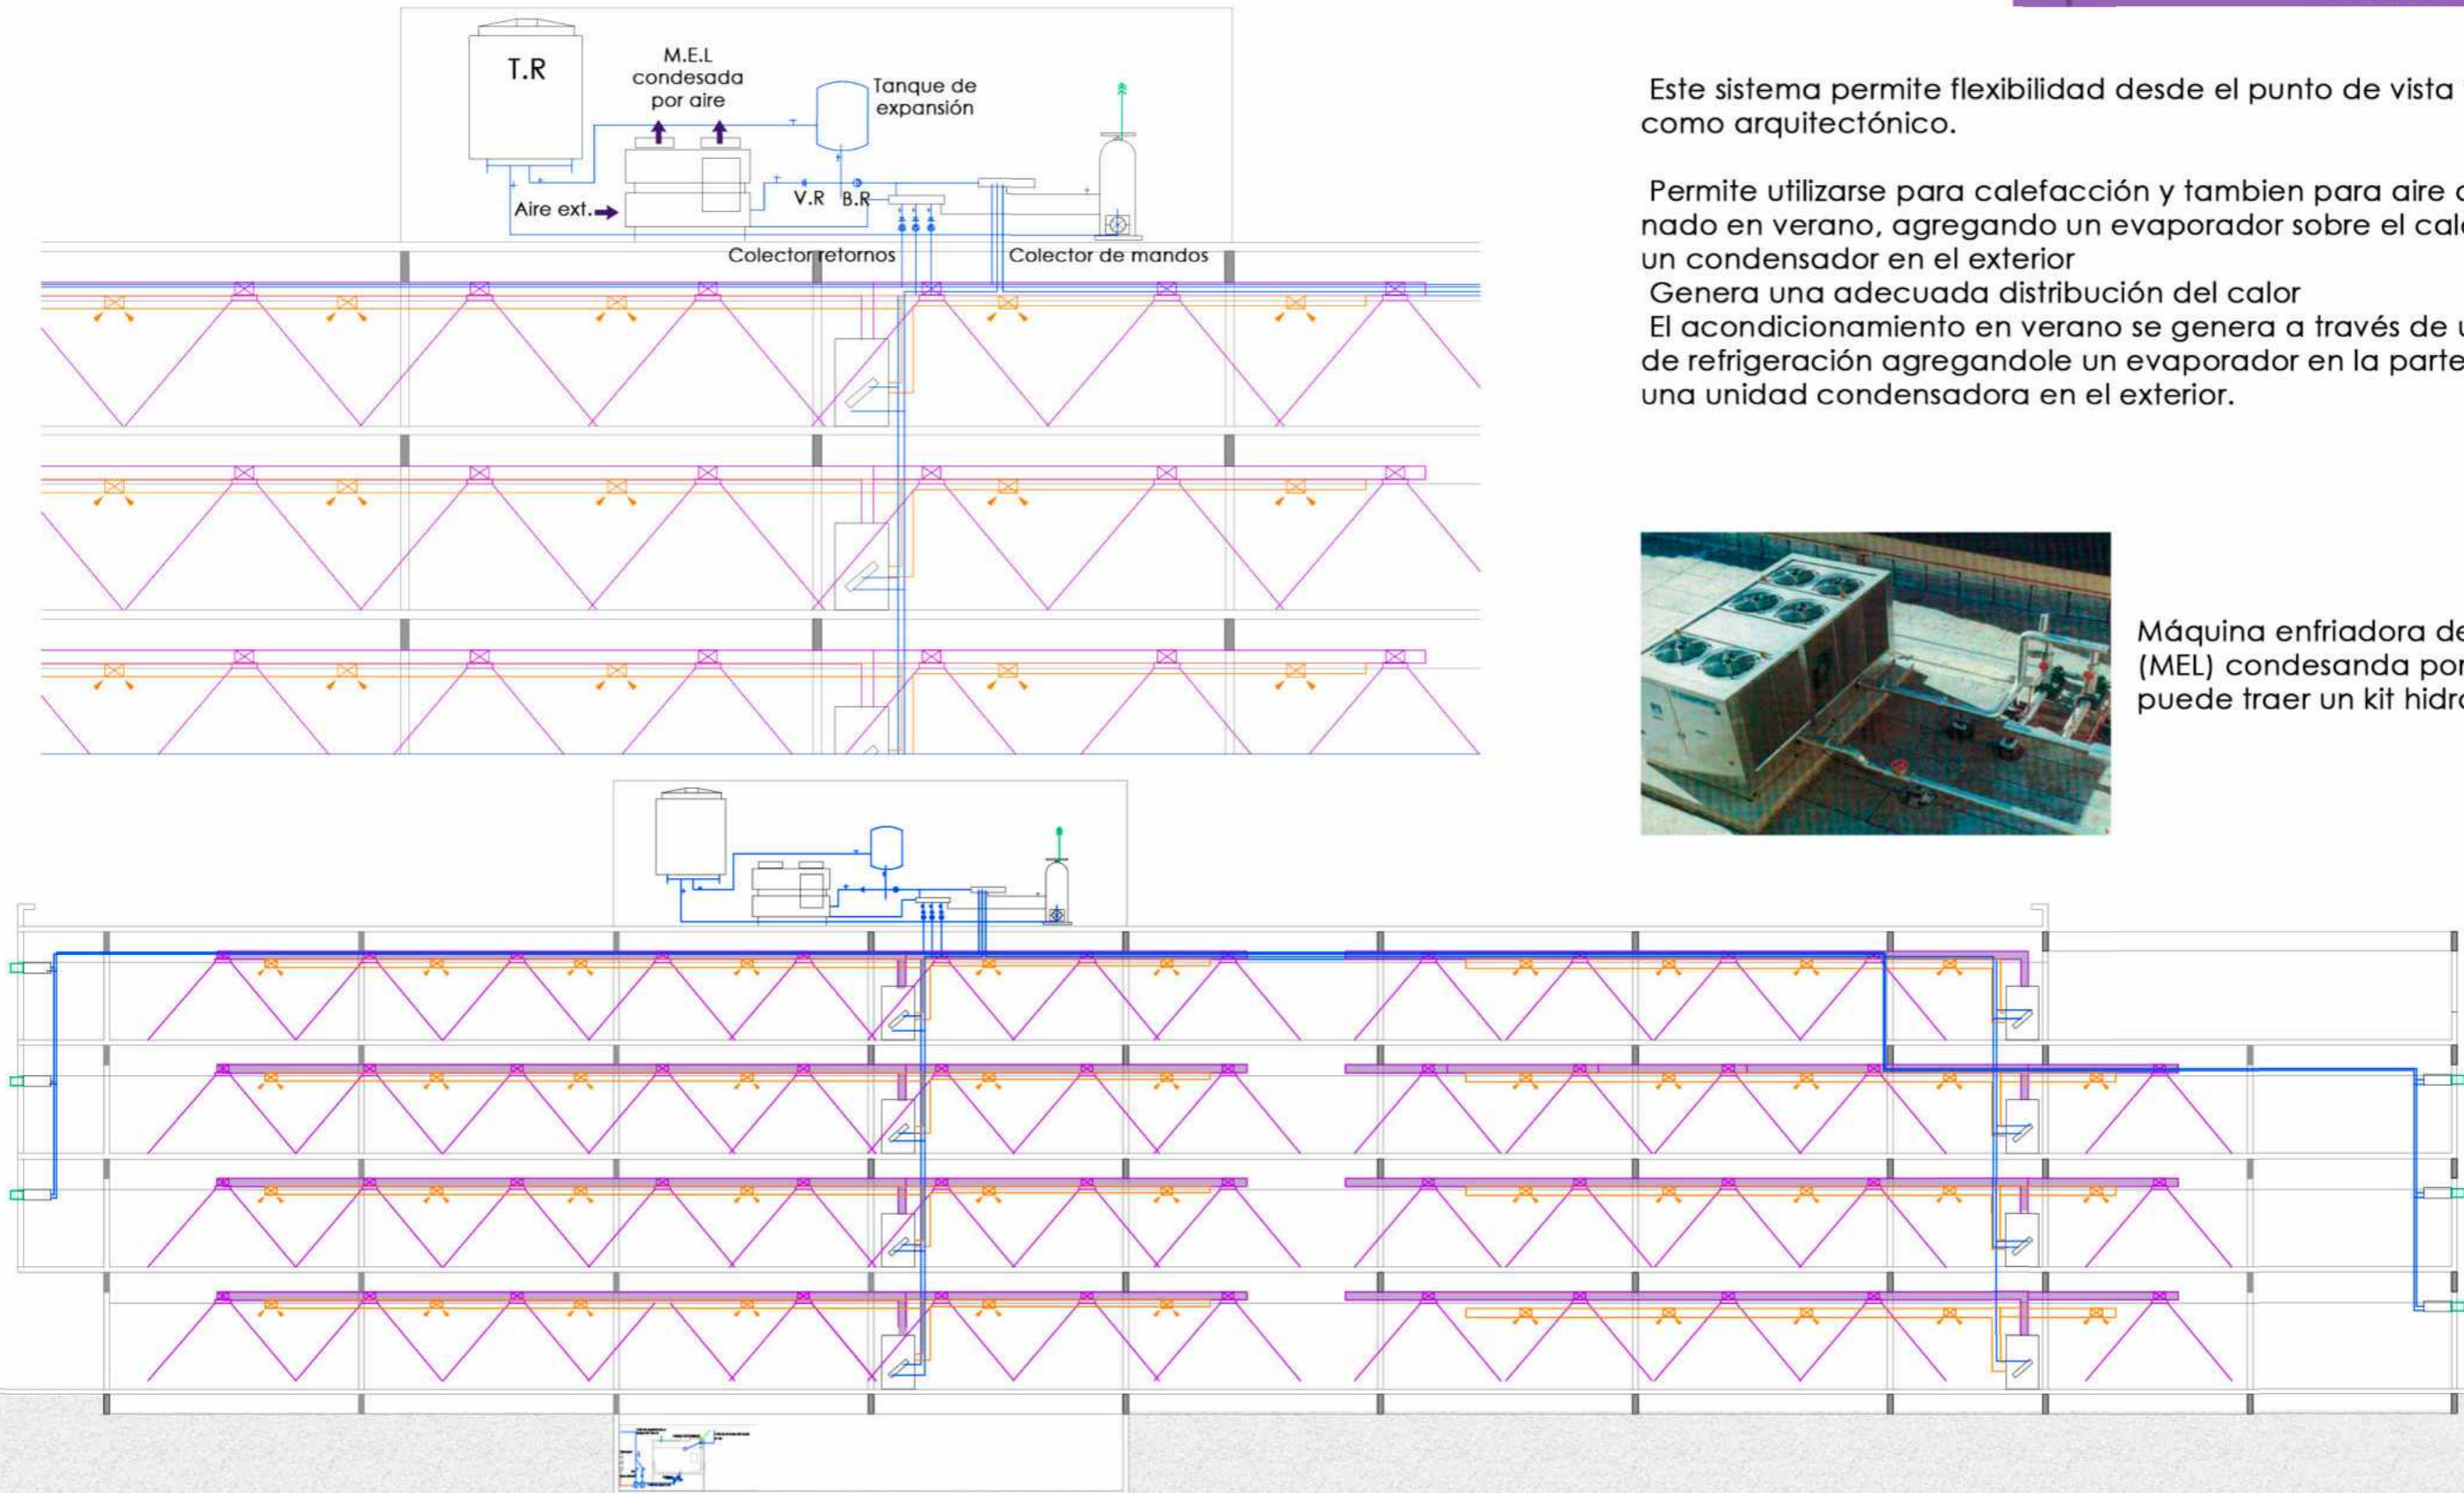 T.R
M.E.L
condesada
por aire
Tanque de
expansión
Aire ext.
V.R B.R
Colector retornos
Colector de mandos
Este sistema permite flexibilidad desde el punto de vista
como arquitectónico.
Permite utilizarse para calefacción y tambien para aire
nado en verano, agregando un evaporador sobre el
un condensador en el exterior
Genera una adecuada distribución del calor
El acondicionamiento en verano se genera a través de
de refrigeración agregandole un evaporador en la parte
una unidad condensadora en el exterior.
Máquina enfriadora de
(MEL) condesanda por
puede traer un kit